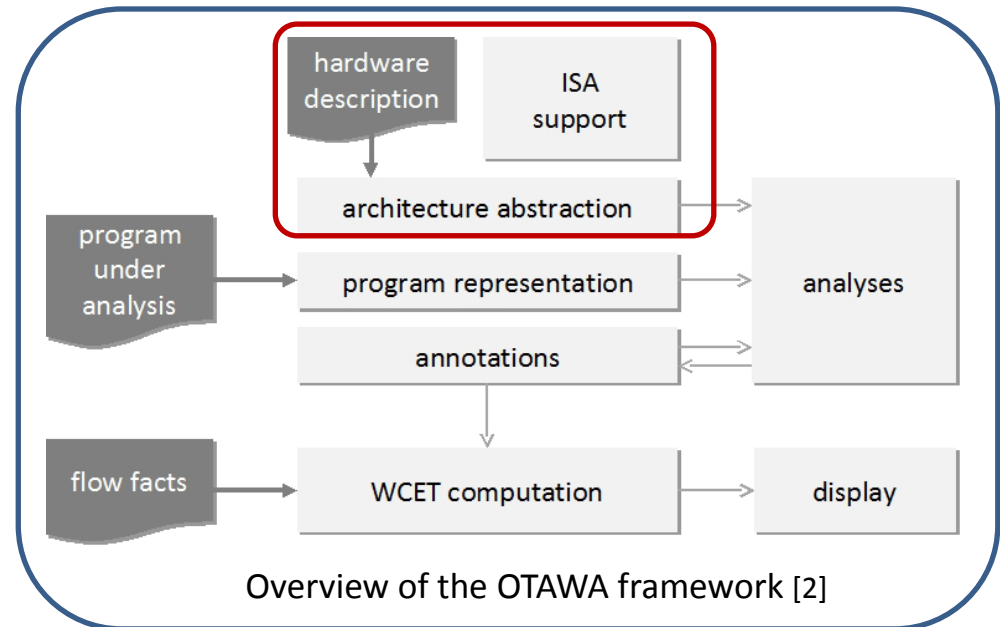 hardware
description
ISA
support
architecture abstraction
program
under
analysis
program representation
analyses
annotations
flow facts
WCET computation
display
Overview of the OTAWA framework [2]